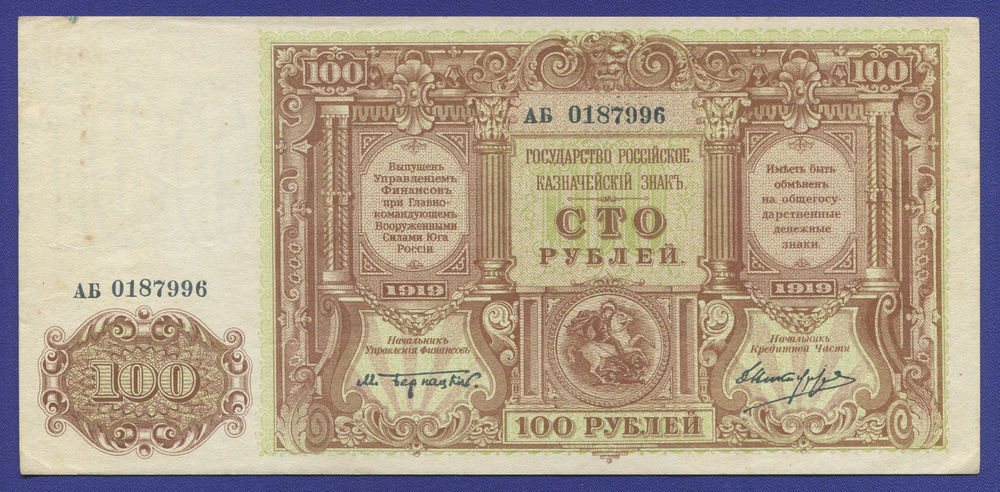 100
100
АБ 0187996
ГОСУДАРСТВО РОССІЙСКОЕ.
КАЗНАЧЕЙСКІЙ ЗНАКЪ.
СТО
РУБЛЕЙ.
Выпущенъ
Управленіемъ
Финансовъ
при Главно-
командующемъ
Вооруженными
Силами Юга
Россіи
Имѣетъ быть
обмѣненъ
на общегосу-
дарственные
денежные
знаки.
1919
1919
АБ 0187996
100
Начальникъ
Управленія Финансовъ
М. Бернацкій.
Начальникъ
Кредитной Части
100 РУБЛЕЙ